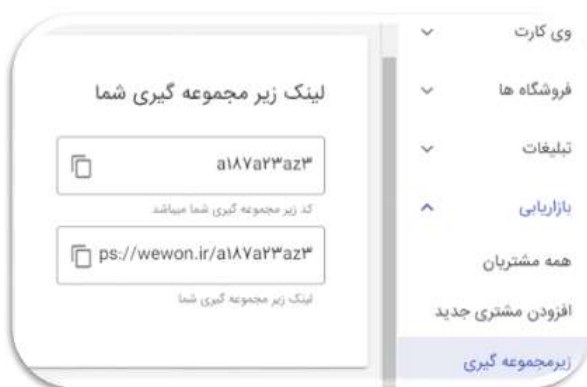 وی کارت
فروشگاه ها
تبلیغات
بازاریابی
همه مشتریان
افزودن مشتری جدید
زیرمجموعه گیری
لینک زیر مجموعه گیری شما
a۱۸۷a۲۳az۳
کد زیر مجموعه گیری شما میباشد
ps://wewon.ir/a۱۸۷a۲۳az۳
لینک زیر مجموعه گیری شما